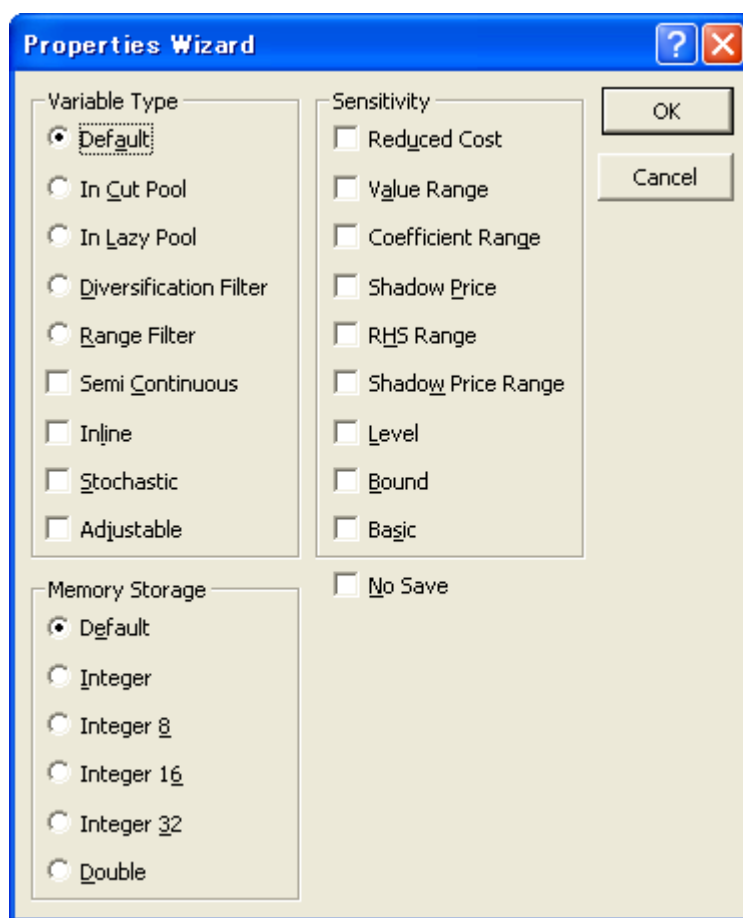 Properties Wizard
Variable Type
Default
In Cut Pool
In Lazy Pool
Diversification Filter
Range Filter
Semi Continuous
Inline
Stochastic
Adjustable
Memory Storage
Default
Integer
Integer 8
Integer 16
Integer 32
Double
Sensitivity
Reduced Cost
Value Range
Coefficient Range
Shadow Price
RHS Range
Shadow Price Range
Level
Bound
Basic
No Save
OK
Cancel